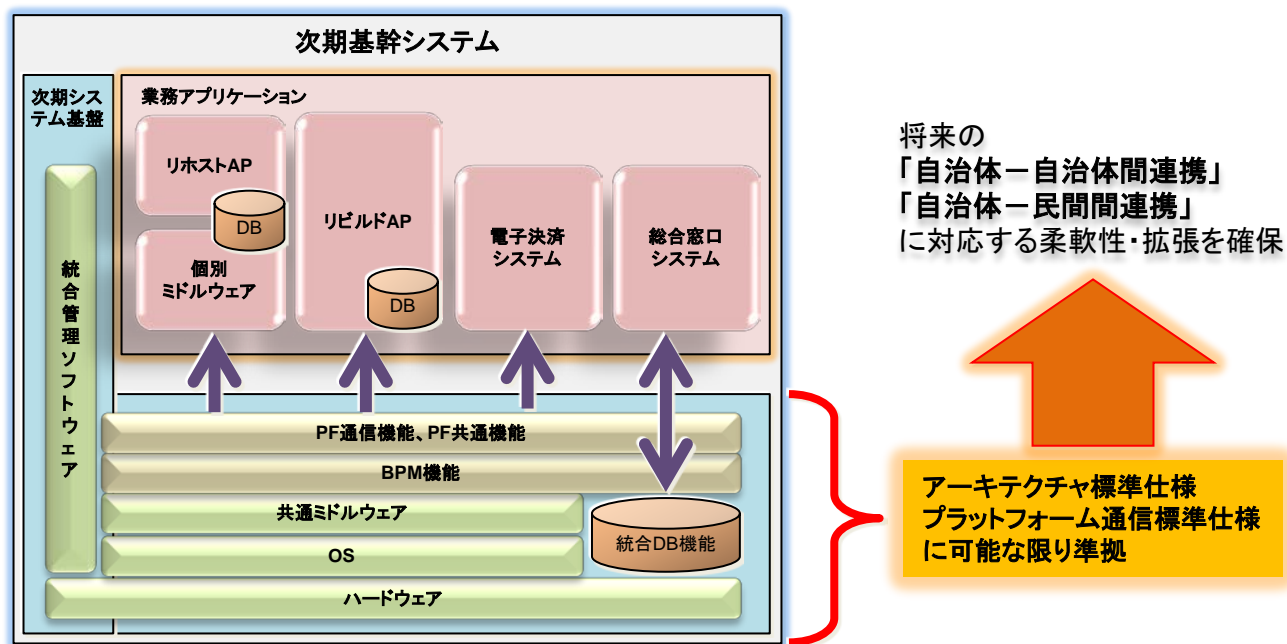 次期基幹システム
次期シス
テム基盤
統合管理ソフトウェア
業務アプリケーション
リホストAP
DB
個別
ミドルウェア
リビルドAP
DB
電子決済
システム
総合窓口
システム
PF通信機能、PF共通機能
BPM機能
共通ミドルウェア
OS
統合DB機能
ハードウェア
将来の
「自治体－自治体間連携」
「自治体－民間間連携」
に対応する柔軟性・拡張を確保
アーキテクチャ標準仕様
プラットフォーム通信標準仕様
に可能な限り準拠